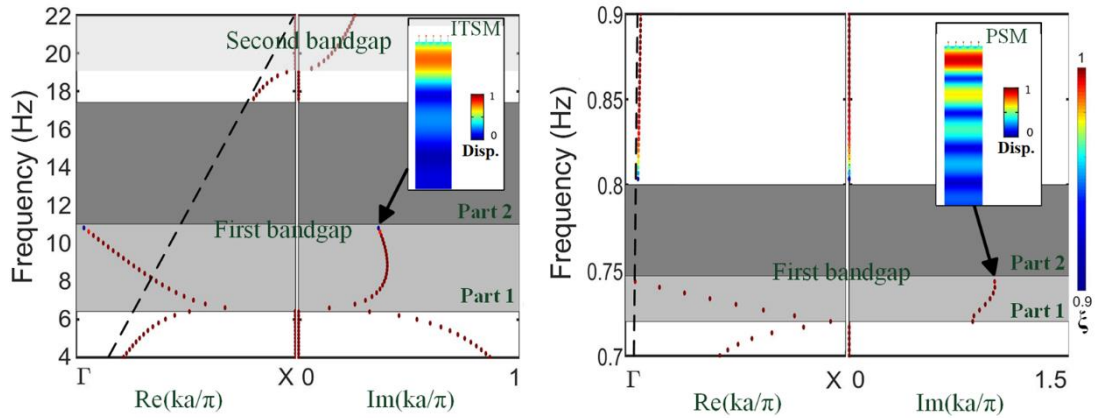 22
20
18
16
14
12
10
8
6
4
Frequency (Hz)
Second bandgap
First bandgap
Part 2
Part 1
ITSM
1
0
Disp.
Γ
X
0
1
Re(ka/π)
Im(ka/π)
0.9
0.85
0.8
0.75
0.7
Frequency (Hz)
First bandgap
Part 2
Part 1
PSM
1
0
Disp.
1
0.9
ξ
Γ
X
0
1.5
Re(ka/π)
Im(ka/π)